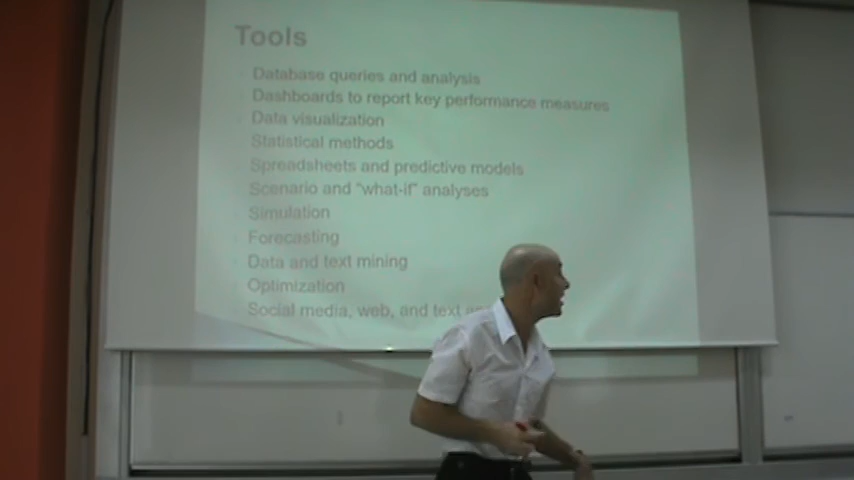 Tools
Database queries and analysis
Dashboards to report key performance measures
Data visualization
Statistical methods
Spreadsheets and predictive models
Scenario and "what-if" analyses
Simulation
Forecasting
Data and text mining
Optimization
Social media, web, and text